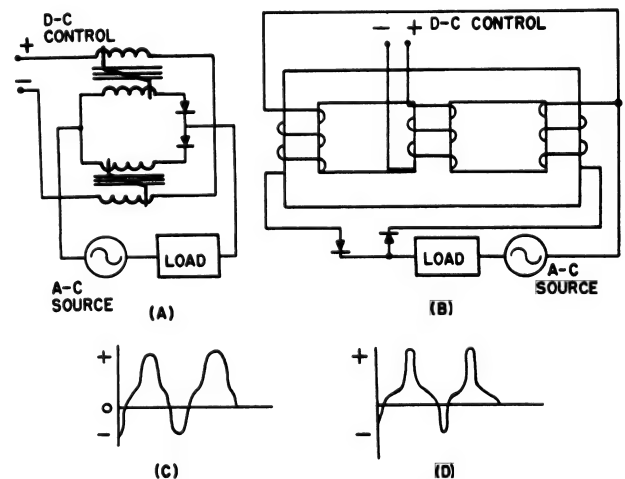 D-C
CONTROL
+
−
LOAD
A-C
SOURCE
(A)
− + D-C CONTROL
LOAD
A-C
SOURCE
(B)
+
O
−
(C)
+
−
(D)